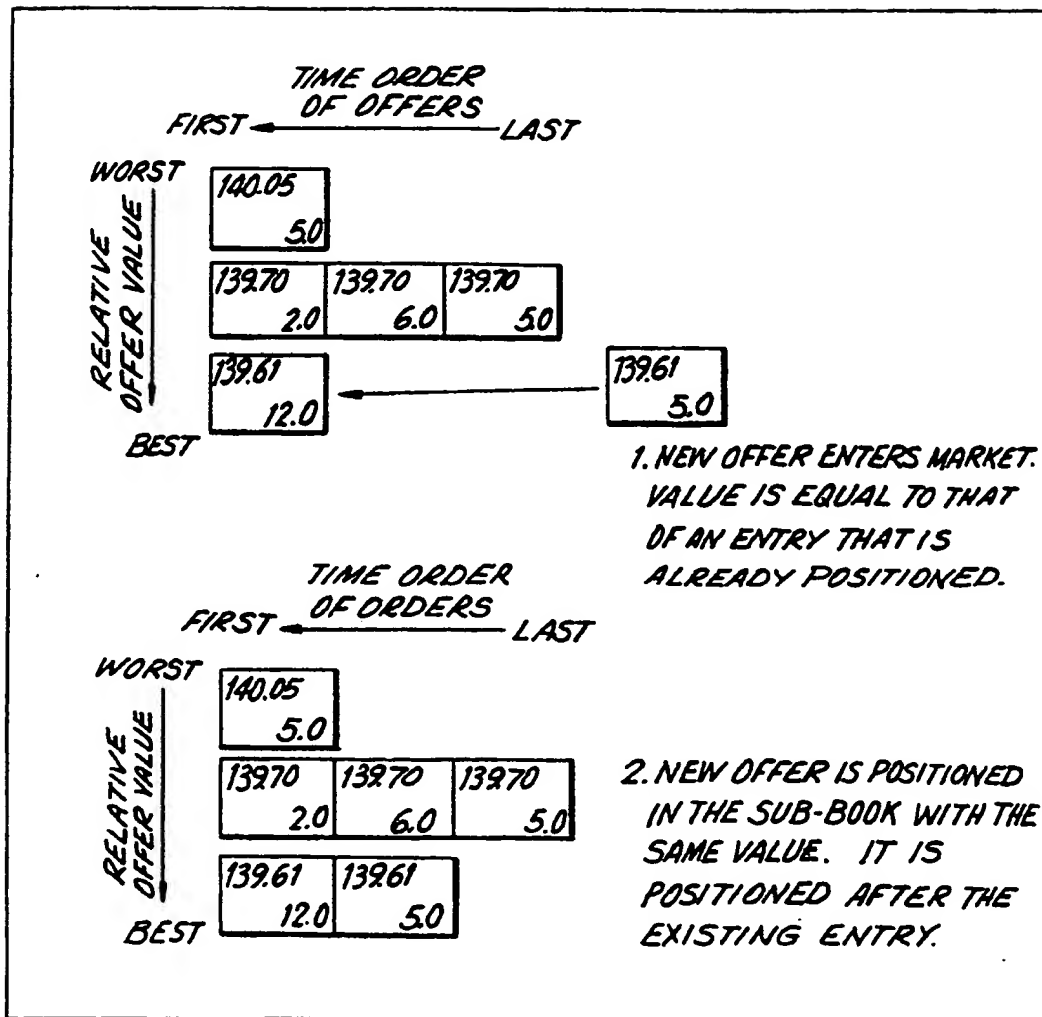 TIME ORDER
OF OFFERS
FIRST LAST
WORST
RELATIVE
OFFER VALUE
BEST
140.05
5.0
139.70 139.70 139.70
2.0 6.0 5.0
139.61 139.61
12.0 5.0
1. NEW OFFER ENTERS MARKET.
VALUE IS EQUAL TO THAT
OF AN ENTRY THAT IS
ALREADY POSITIONED.
TIME ORDER
OF ORDERS
FIRST LAST
WORST
RELATIVE
OFFER VALUE
BEST
140.05
5.0
139.70 139.70 139.70
2.0 6.0 5.0
139.61 139.61
12.0 5.0
2. NEW OFFER IS POSITIONED
IN THE SUB-BOOK WITH THE
SAME VALUE. IT IS
POSITIONED AFTER THE
EXISTING ENTRY.